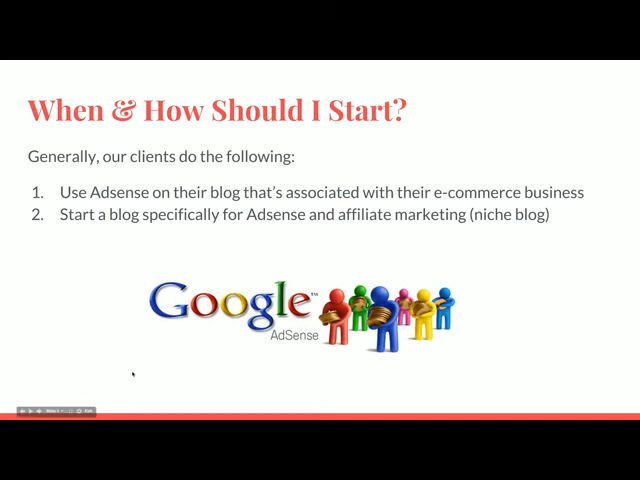 When & How Should I Start?
Generally, our clients do the following:
1. Use Adsense on their blog that's associated with their e-commerce business
2. Start a blog specifically for Adsense and affiliate marketing (niche blog)
Google™
AdSense